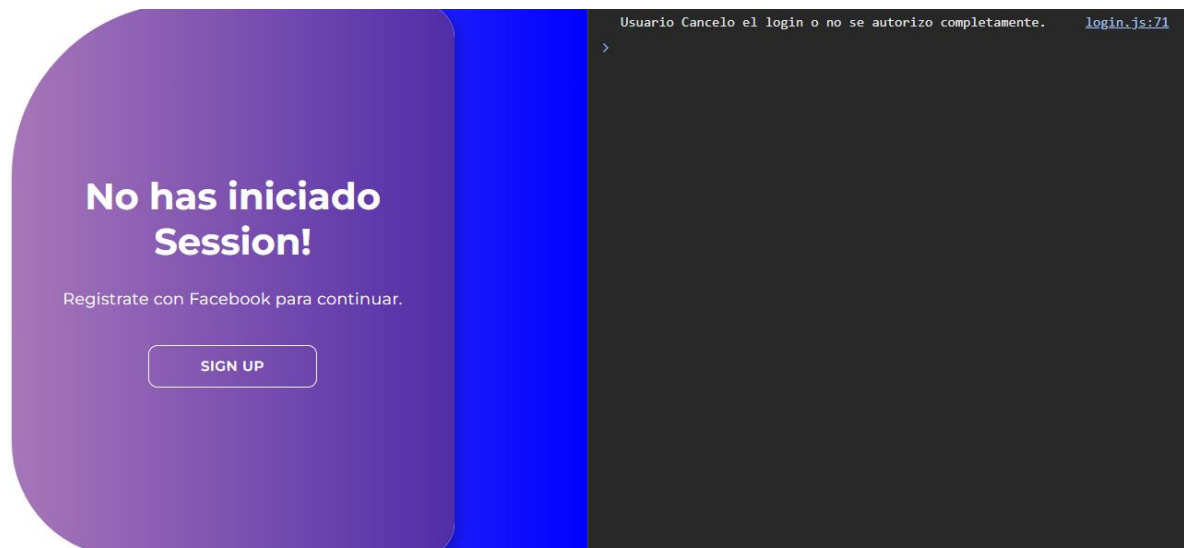 No has iniciado
Session!
Registrate con Facebook para continuar.
SIGN UP
Usuario Cancelo el login o no se autorizo completamente. login.js:71
>